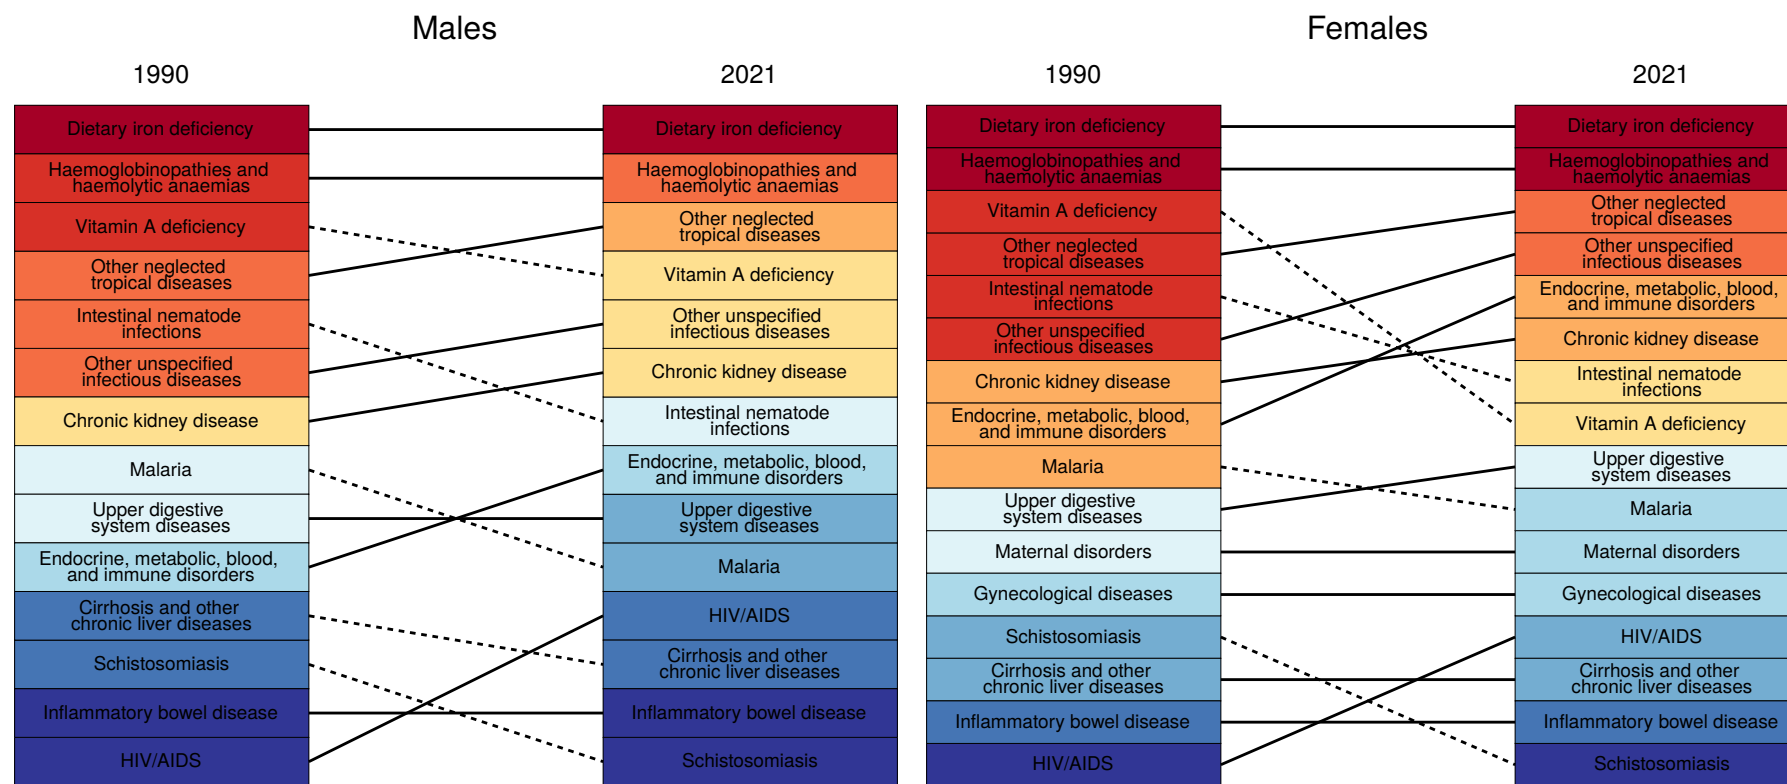 Males
Females
1990
2021
1990
2021
Dietary iron deficiency
Haemoglobinopathies and
haemolytic anaemias
Vitamin A deficiency
Other neglected
tropical diseases
Intestinal nematode
infections
Other unspecified
infectious diseases
Chronic kidney disease
Malaria
Upper digestive
system diseases
Endocrine, metabolic, blood,
and immune disorders
Cirrhosis and other
chronic liver diseases
Schistosomiasis
Inflammatory bowel disease
HIV/AIDS
Dietary iron deficiency
Haemoglobinopathies and
haemolytic anaemias
Other neglected
tropical diseases
Vitamin A deficiency
Other unspecified
infectious diseases
Chronic kidney disease
Intestinal nematode
infections
Endocrine, metabolic, blood,
and immune disorders
Upper digestive
system diseases
Malaria
HIV/AIDS
Cirrhosis and other
chronic liver diseases
Inflammatory bowel disease
Schistosomiasis
Dietary iron deficiency
Haemoglobinopathies and
haemolytic anaemias
Vitamin A deficiency
Other neglected
tropical diseases
Intestinal nematode
infections
Other unspecified
infectious diseases
Chronic kidney disease
Endocrine, metabolic, blood,
and immune disorders
Malaria
Upper digestive
system diseases
Maternal disorders
Gynecological diseases
Schistosomiasis
Cirrhosis and other
chronic liver diseases
Inflammatory bowel disease
HIV/AIDS
Dietary iron deficiency
Haemoglobinopathies and
haemolytic anaemias
Other neglected
tropical diseases
Other unspecified
infectious diseases
Endocrine, metabolic, blood,
and immune disorders
Chronic kidney disease
Intestinal nematode
infections
Vitamin A deficiency
Upper digestive
system diseases
Malaria
Maternal disorders
Gynecological diseases
HIV/AIDS
Cirrhosis and other
chronic liver diseases
Inflammatory bowel disease
Schistosomiasis